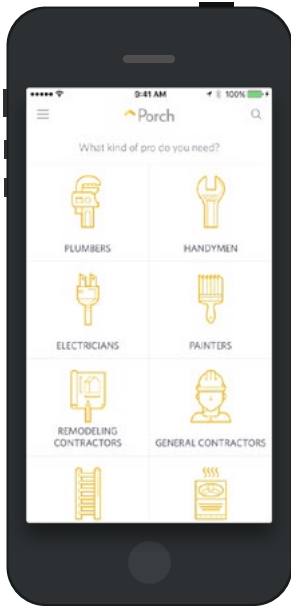 9:41 AM
100%
Porch
What kind of pro do you need?
PLUMBERS
HANDYMEN
ELECTRICIANS
PAINTERS
REMODELING
CONTRACTORS
GENERAL CONTRACTORS